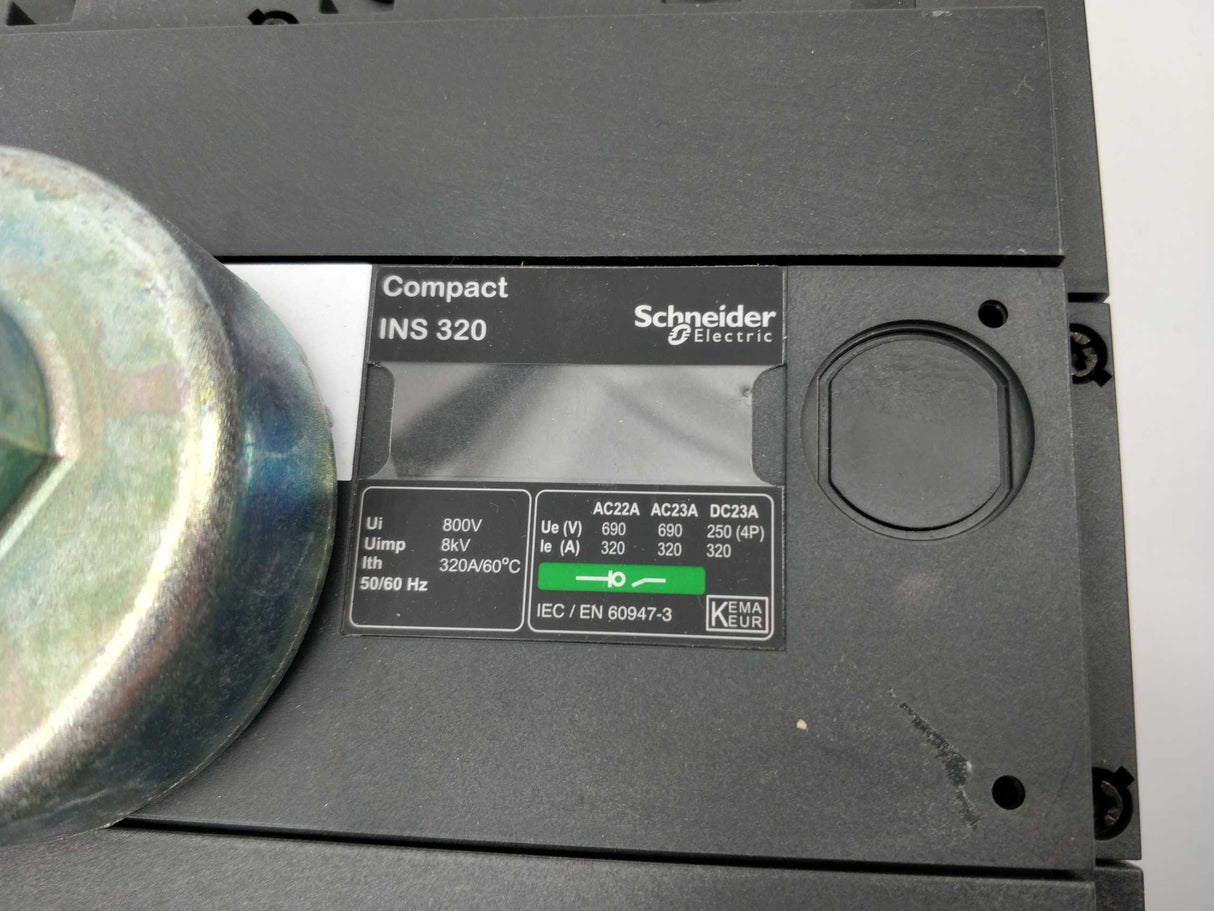 Compact
INS 320
Schneider
Electric
Ui 800V
Uimp 8kV
Ith 320A/60°C
50/60 Hz
AC22A AC23A DC23A
Ue (V) 690 690 250 (4P)
Ie (A) 320 320 320
IEC / EN 60947-3
KEMA
KEUR